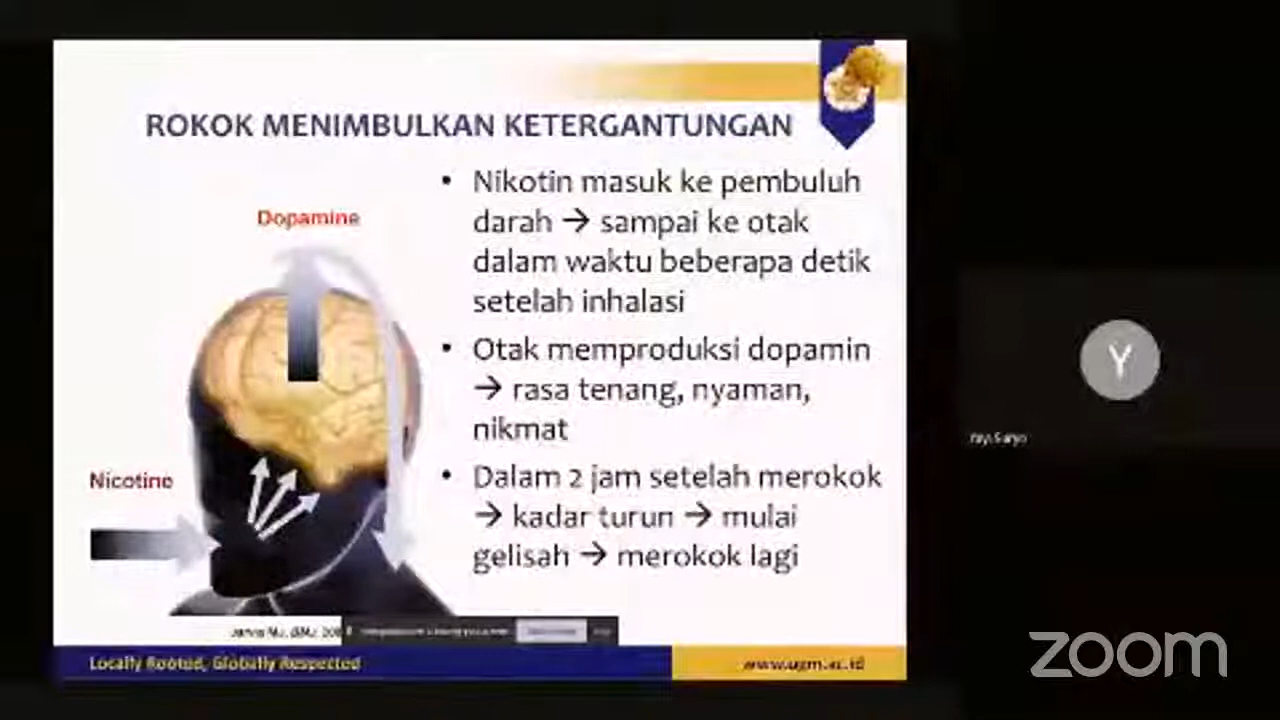 ROKOK MENIMBULKAN KETERGANTUNGAN
Dopamine
Nicotine
• Nikotin masuk ke pembuluh
darah → sampai ke otak
dalam waktu beberapa detik
setelah inhalasi
• Otak memproduksi dopamin
→ rasa tenang, nyaman,
nikmat
• Dalam 2 jam setelah merokok
→ kadar turun → mulai
gelisah → merokok lagi
Locally Rooted, Globally Respected
www.ugm.ac.id
Y
zoom